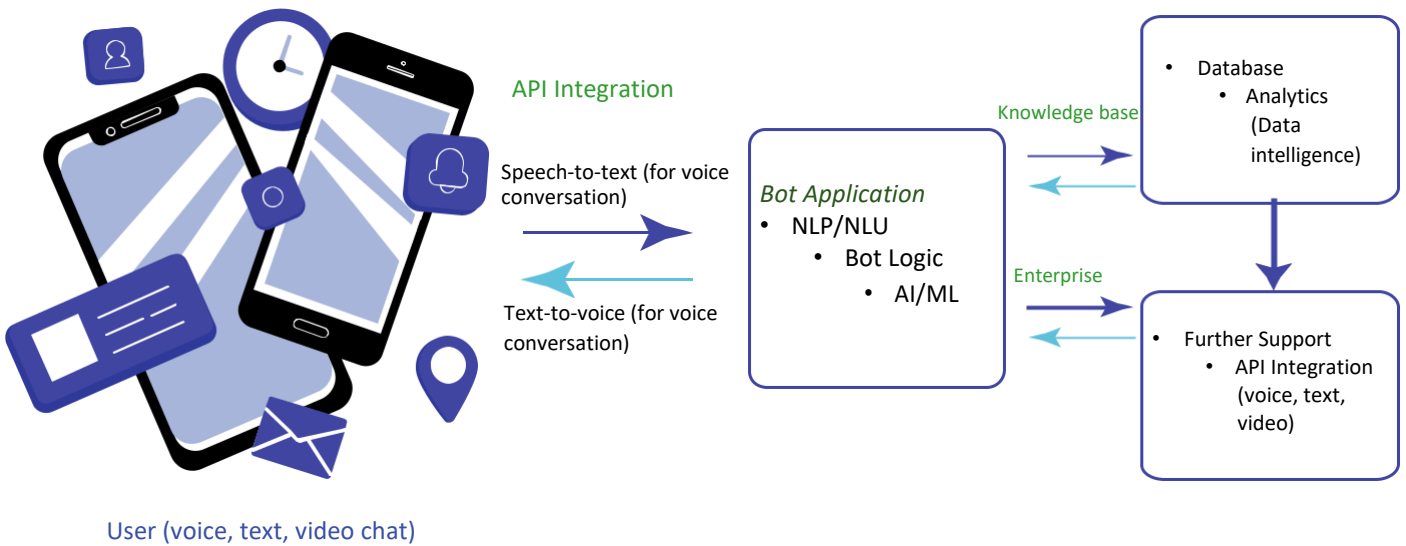 API Integration
Speech-to-text (for voice
conversation)
Text-to-voice (for voice
conversation)
User (voice, text, video chat)
Bot Application
• NLP/NLU
• Bot Logic
• AI/ML
Knowledge base
Enterprise
• Database
• Analytics
(Data
intelligence)
• Further Support
• API Integration
(voice, text,
video)